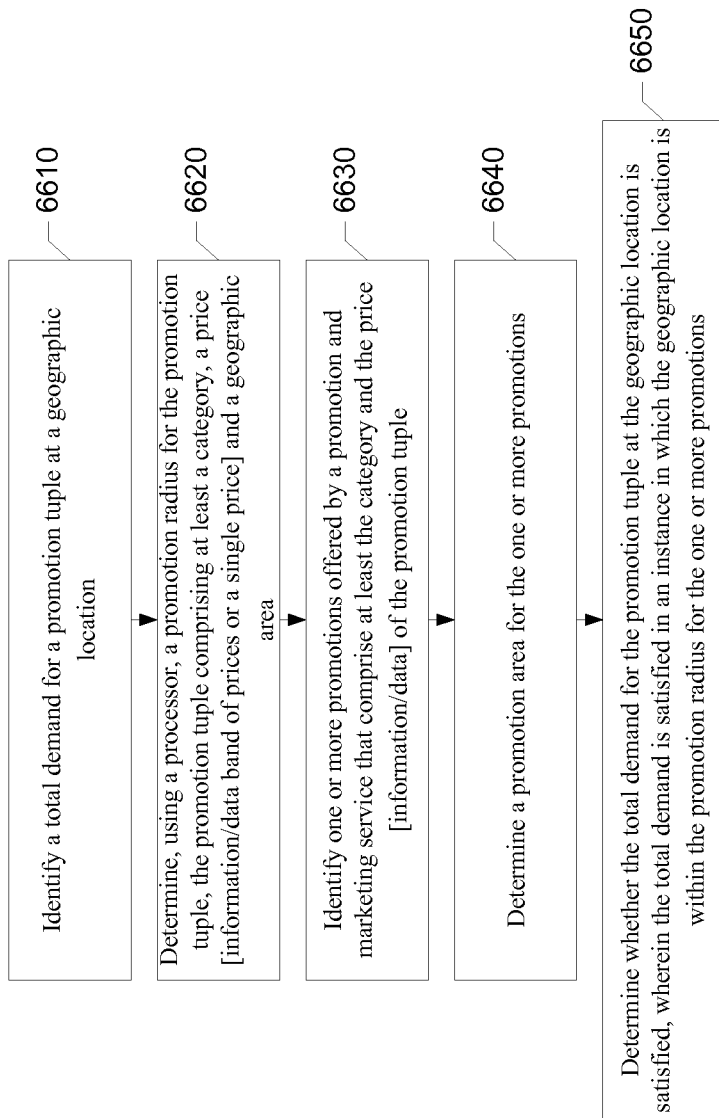 6610
Identify a total demand for a promotion tuple at a geographic
location
6620
Determine, using a processor, a promotion radius for the promotion
tuple, the promotion tuple comprising at least a category, a price
[information/data band of prices or a single price] and a geographic
area
6630
Identify one or more promotions offered by a promotion and
marketing service that comprise at least the category and the price
[information/data] of the promotion tuple
6640
Determine a promotion area for the one or more promotions
6650
Determine whether the total demand for the promotion tuple at the geographic location is
satisfied, wherein the total demand is satisfied in an instance in which the geographic location is
within the promotion radius for the one or more promotions